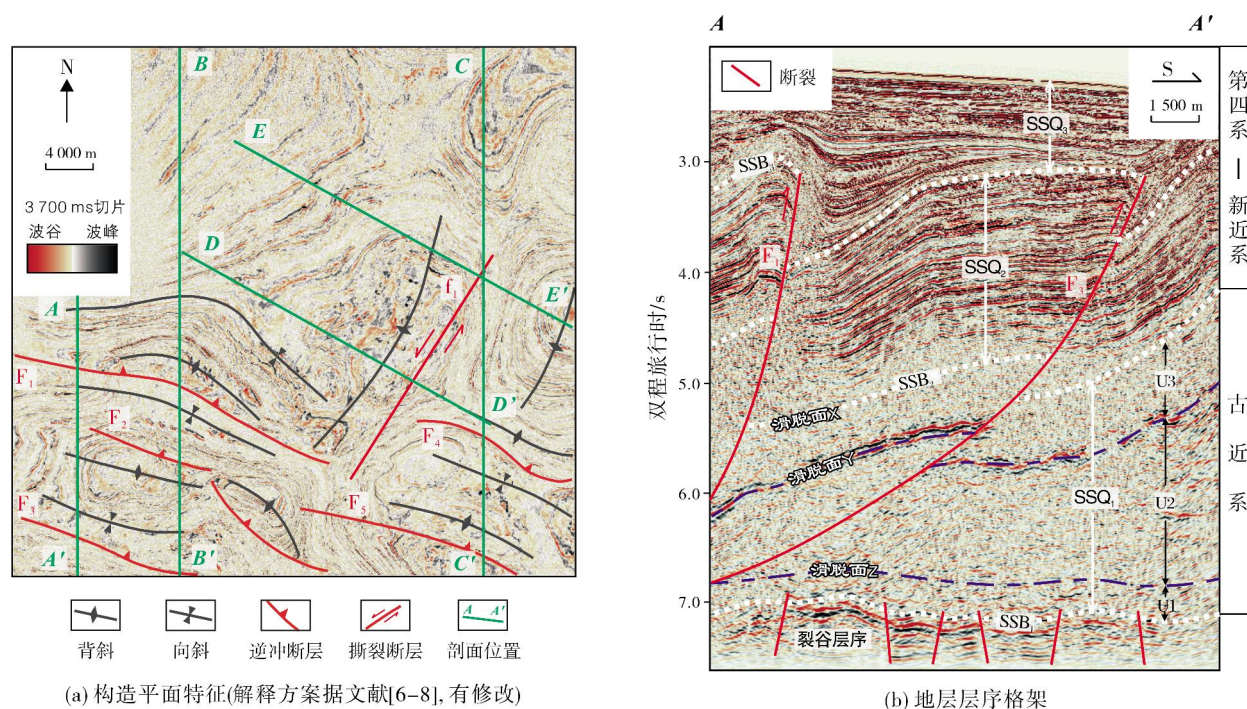 N
4 000 m
3 700 ms切片
波谷 波峰
B
C
E
D
A
f₁
E'
D'
F₁
F₂
F₃
F₄
F₅
A'
B'
C'
A A'
背斜
向斜
逆冲断层
撕裂断层
剖面位置
(a) 构造平面特征(解释方案据文献[6-8], 有修改)
A
A'
断裂
S
1 500 m
双程旅行时/s
3.0
4.0
5.0
6.0
7.0
SSQ₃
SSQ₂
F₃
滑脱面X
滑脱面Y
滑脱面Z
SSQ₁
U3
U2
U1
SSB₁
裂谷层序
第四系—新近系
古近系
(b) 地层层序格架